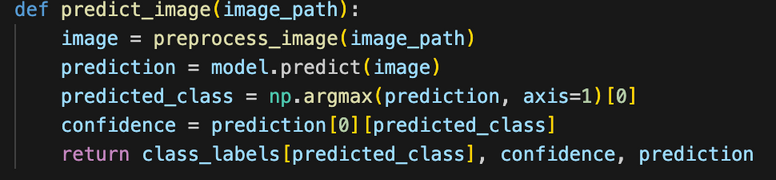 def predict_image(image_path):
    image = preprocess_image(image_path)
    prediction = model.predict(image)
    predicted_class = np.argmax(prediction, axis=1)[0]
    confidence = prediction[0][predicted_class]
    return class_labels[predicted_class], confidence, prediction